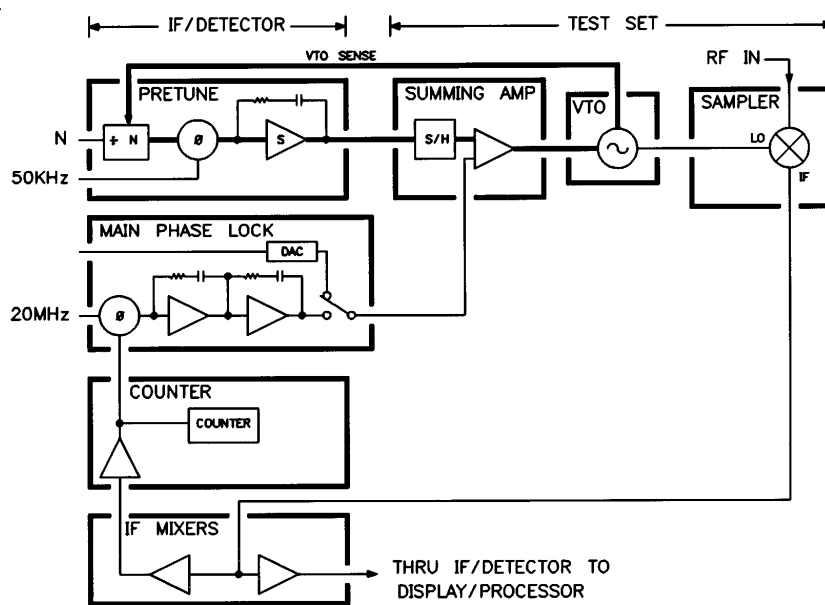 IF/DETECTOR
TEST SET
VTO SENSE
RF IN
PRETUNE
SUMMING AMP
VTO
SAMPLER
N
÷ N
ø
S
S/H
LO
IF
50KHz
MAIN PHASE LOCK
DAC
20MHz
ø
COUNTER
COUNTER
IF MIXERS
THRU IF/DETECTOR TO
DISPLAY/PROCESSOR